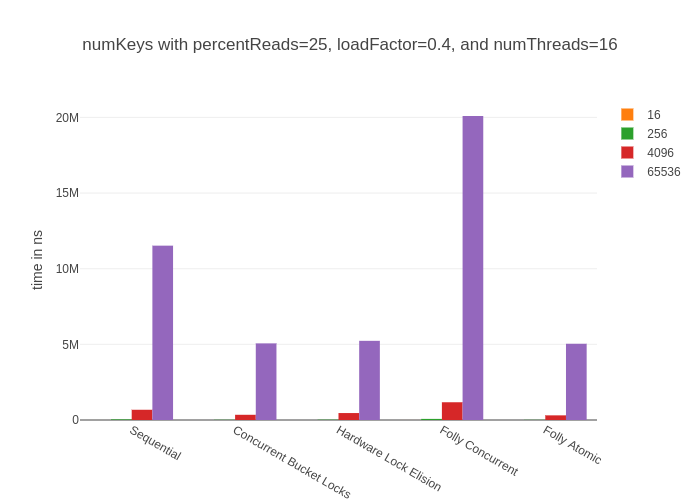 numKeys with percentReads=25, loadFactor=0.4, and numThreads=16
16
256
4096
65536
20M
15M
10M
5M
0
time in ns
Sequential
Concurrent Bucket Locks
Hardware Lock Elision
Folly Concurrent
Folly Atomic